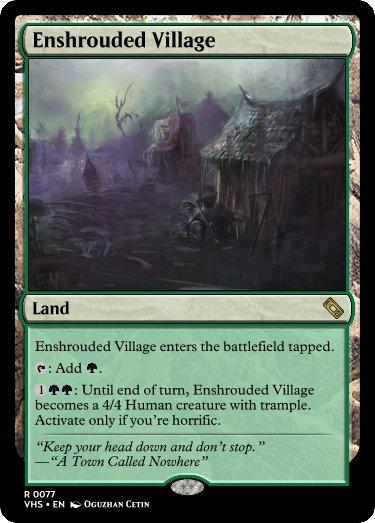 Enshrouded Village
Land
Enshrouded Village enters the battlefield tapped.
: Add .
1: Until end of turn, Enshrouded Village
becomes a 4/4 Human creature with trample.
Activate only if you’re horrific.
“Keep your head down and don’t stop.”
—“A Town Called Nowhere”
R 0077
VHS • EN Oguzhan Cetin